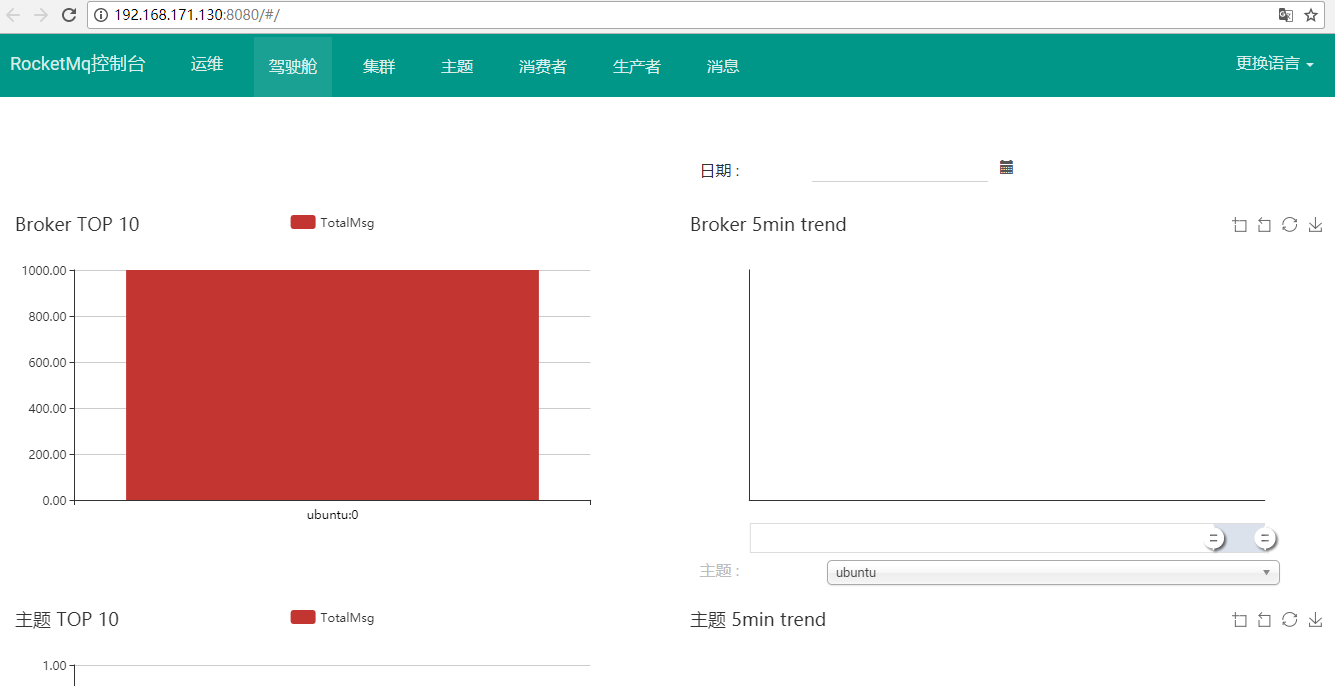 192.168.171.130:8080/#/
RocketMq控制台 运维 驾驶舱 集群 主题 消费者 生产者 消息 更换语言
日期 :
Broker TOP 10
TotalMsg
1000.00
800.00
600.00
400.00
200.00
0.00
ubuntu:0
Broker 5min trend
主题 :
ubuntu
主题 TOP 10
TotalMsg
1.00
主题 5min trend